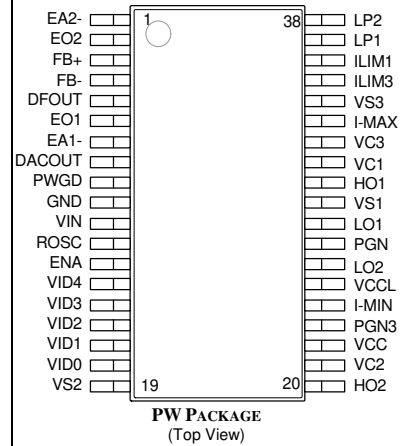 EA2- 1 38 LP2
EO2 LP1
FB+ ILIM1
FB- ILIM3
DFOUT VS3
EO1 I-MAX
EA1- VC3
DACOUT VC1
PWGD HO1
GND VS1
VIN LO1
ROSC PGN
ENA LO2
VID4 VCCL
VID3 I-MIN
VID2 PGN3
VID1 VCC
VID0 VC2
VS2 19 20 HO2
PW PACKAGE
(Top View)